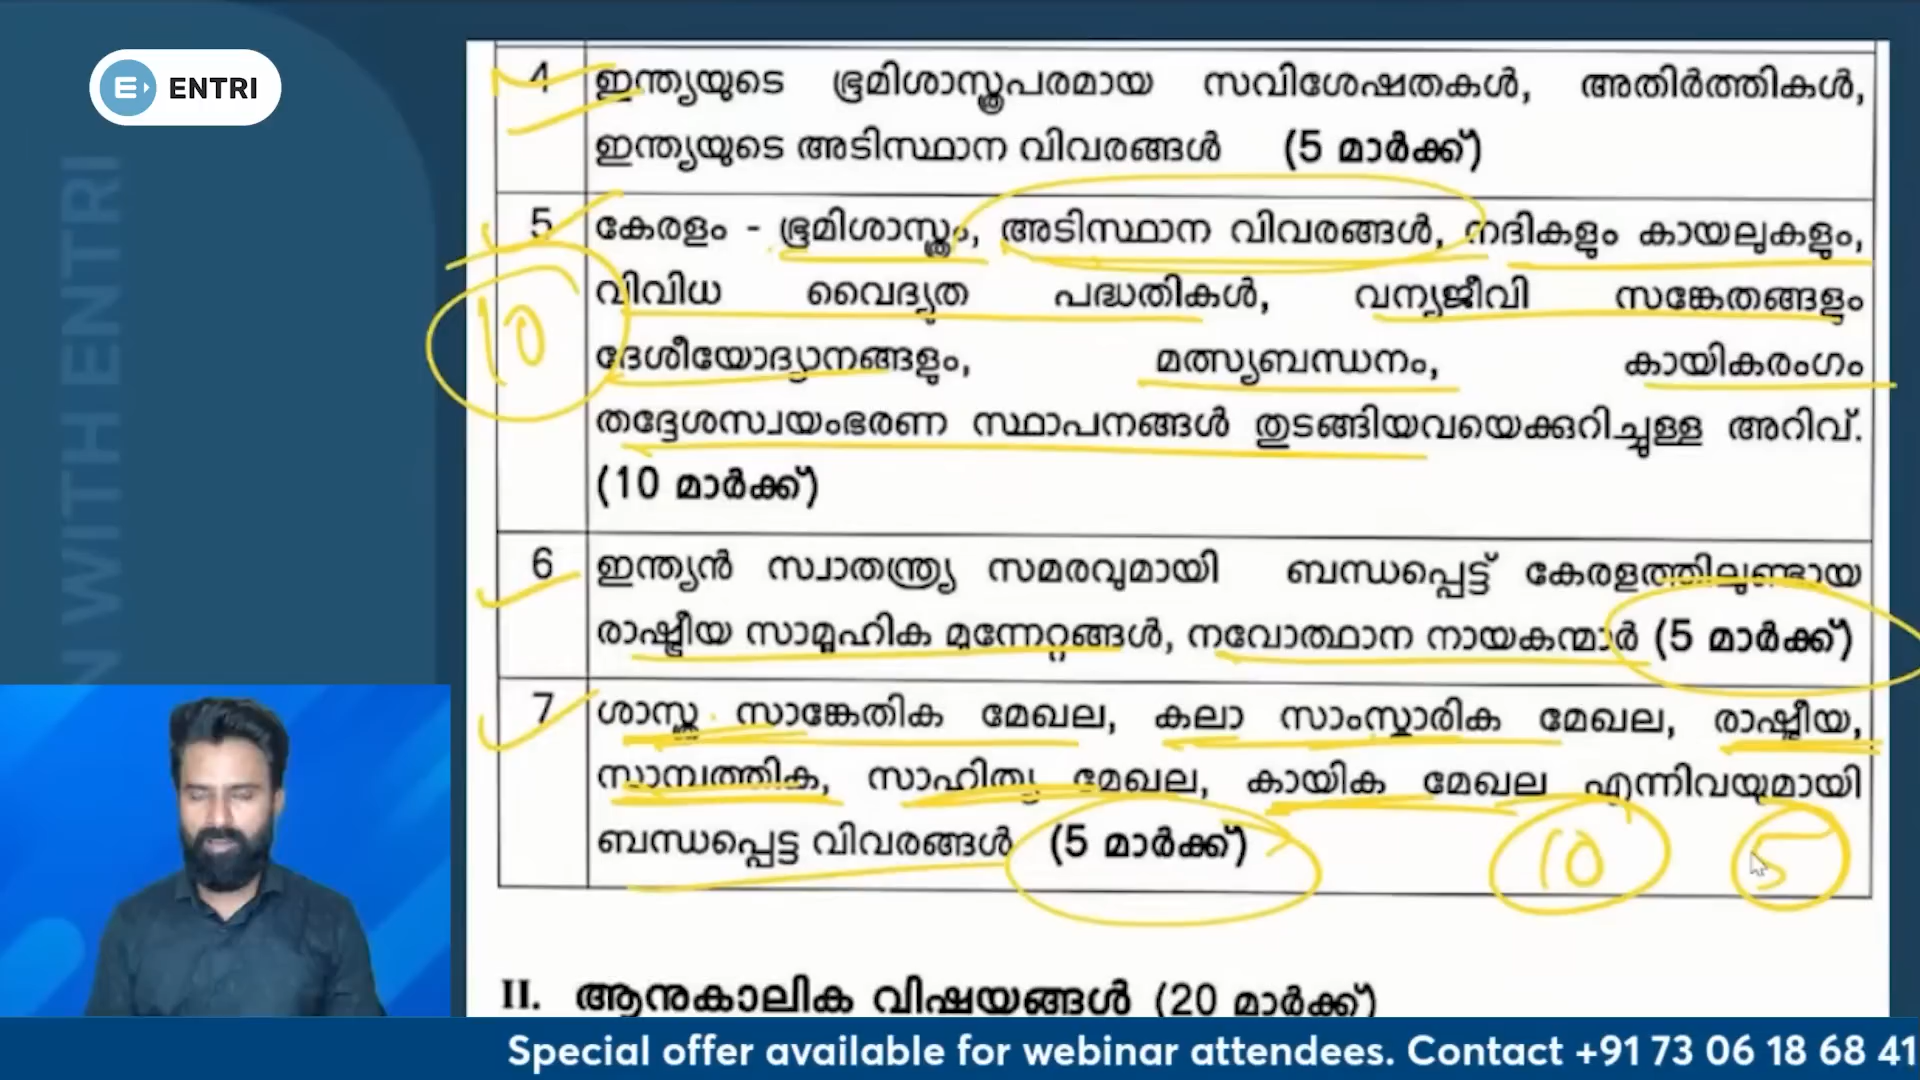 ENTRI
N WITH ENTRI
4 ഇന്ത്യയുടെ ഭൂമിശാസ്ത്രപരമായ സവിശേഷതകൾ, അതിർത്തികൾ,
ഇന്ത്യയുടെ അടിസ്ഥാന വിവരങ്ങൾ (5 മാർക്ക്)
5 കേരളം - ഭൂമിശാസ്ത്രം, അടിസ്ഥാന വിവരങ്ങൾ, നദികളും കായലുകളും,
10 വിവിധ വൈദ്യുത പദ്ധതികൾ, വന്യജീവി സങ്കേതങ്ങളും
ദേശീയോദ്യാനങ്ങളും, മത്സ്യബന്ധനം, കായികരംഗം
തദ്ദേശസ്വയംഭരണ സ്ഥാപനങ്ങൾ തുടങ്ങിയവയെക്കുറിച്ചുള്ള അറിവ്.
(10 മാർക്ക്)
6 ഇന്ത്യൻ സ്വാതന്ത്ര്യ സമരവുമായി ബന്ധപ്പെട്ട് കേരളത്തിലുണ്ടായ
രാഷ്ട്രീയ സാമൂഹിക മുന്നേറ്റങ്ങൾ, നവോത്ഥാന നായകന്മാർ (5 മാർക്ക്)
7 ശാസ്ത്ര സാങ്കേതിക മേഖല, കലാ സാംസ്കാരിക മേഖല, രാഷ്ട്രീയ,
സാമ്പത്തിക, സാഹിത്യ മേഖല, കായിക മേഖല എന്നിവയുമായി
ബന്ധപ്പെട്ട വിവരങ്ങൾ (5 മാർക്ക്) 10 5
II. ആനുകാലിക വിഷയങ്ങൾ (20 മാർക്ക്)
Special offer available for webinar attendees. Contact +91 73 06 18 68 41